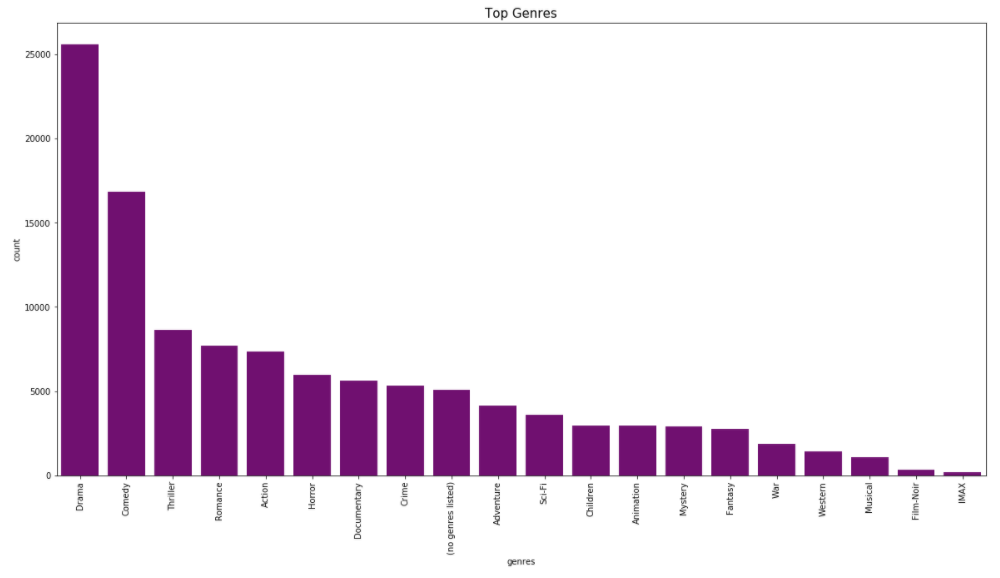 Top Genres
25000
20000
15000
10000
5000
0
count
Drama
Comedy
Thriller
Romance
Action
Horror
Documentary
Crime
(no genres listed)
Adventure
Sci-Fi
Children
Animation
Mystery
Fantasy
War
Western
Musical
Film-Noir
IMAX
genres